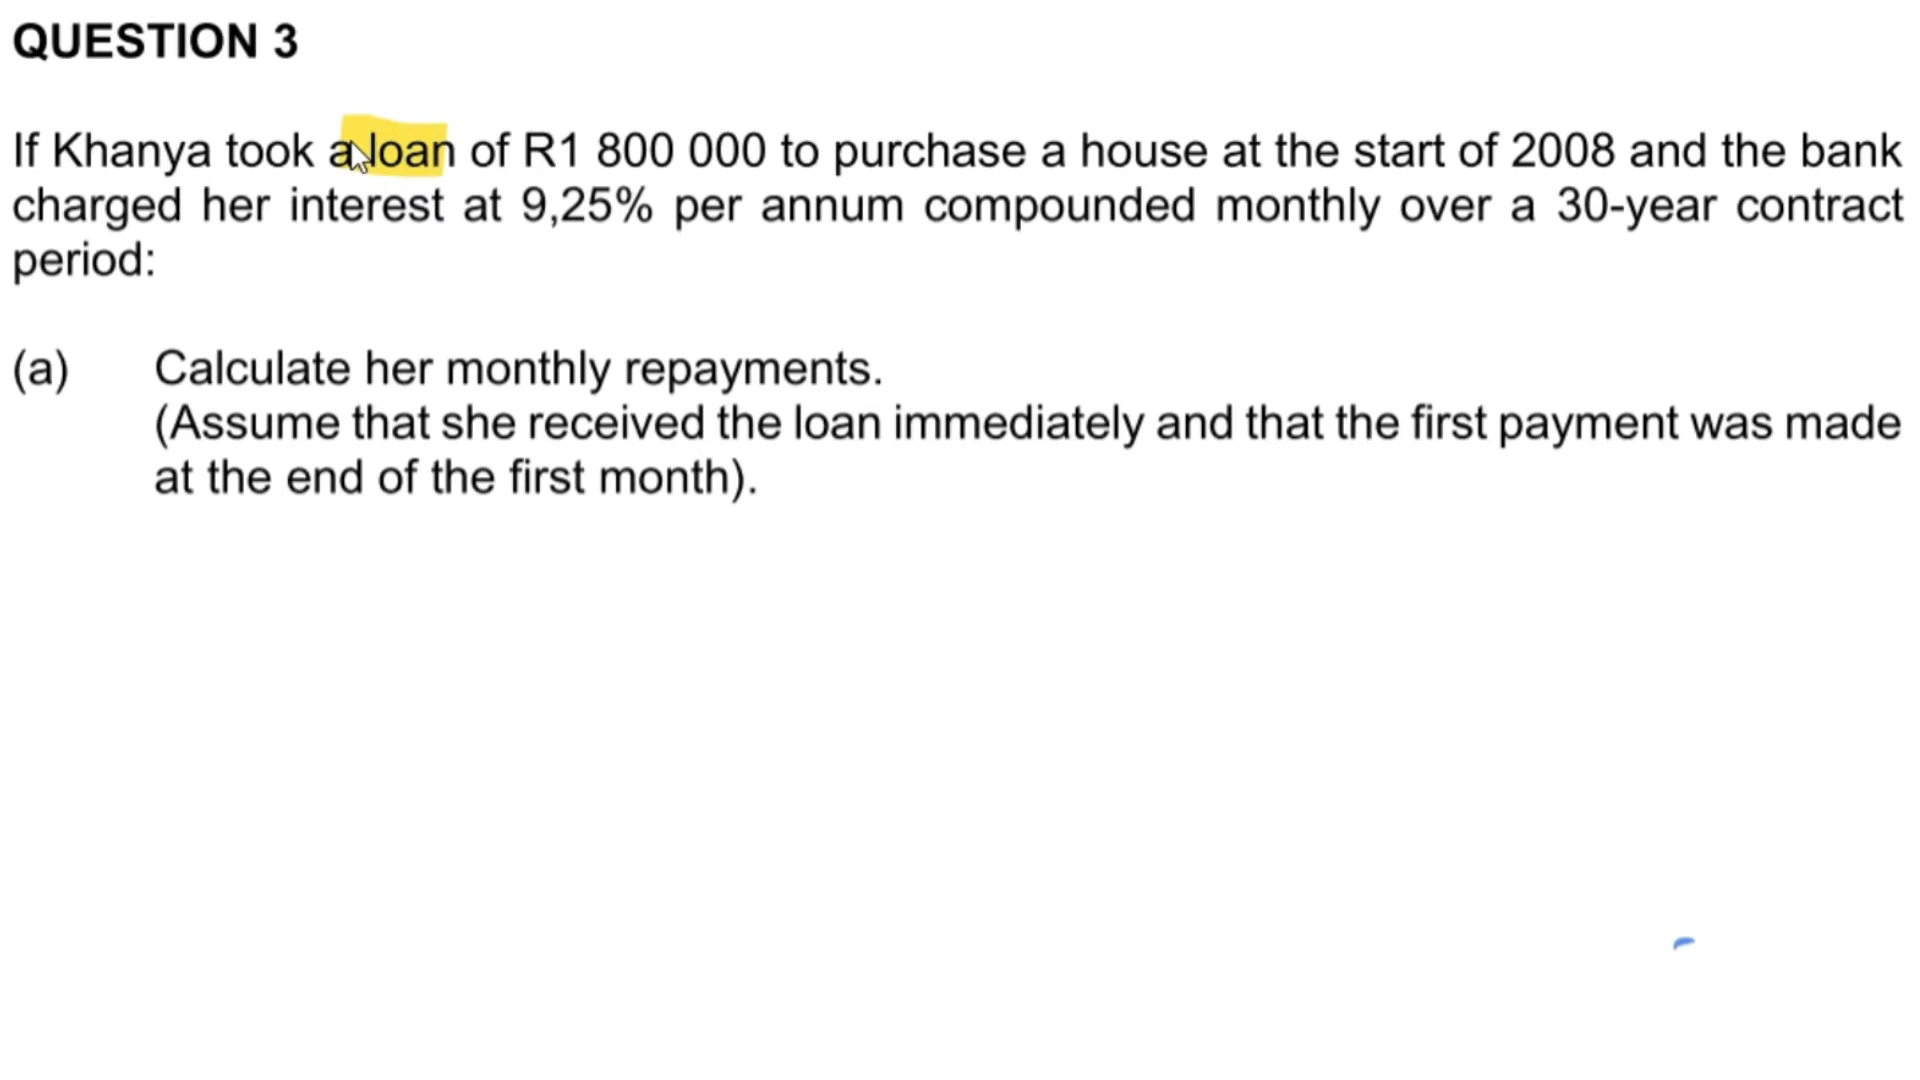 QUESTION 3
If Khanya took a loan of R1 800 000 to purchase a house at the start of 2008 and the bank
charged her interest at 9,25% per annum compounded monthly over a 30-year contract
period:
(a) Calculate her monthly repayments.
(Assume that she received the loan immediately and that the first payment was made
at the end of the first month).